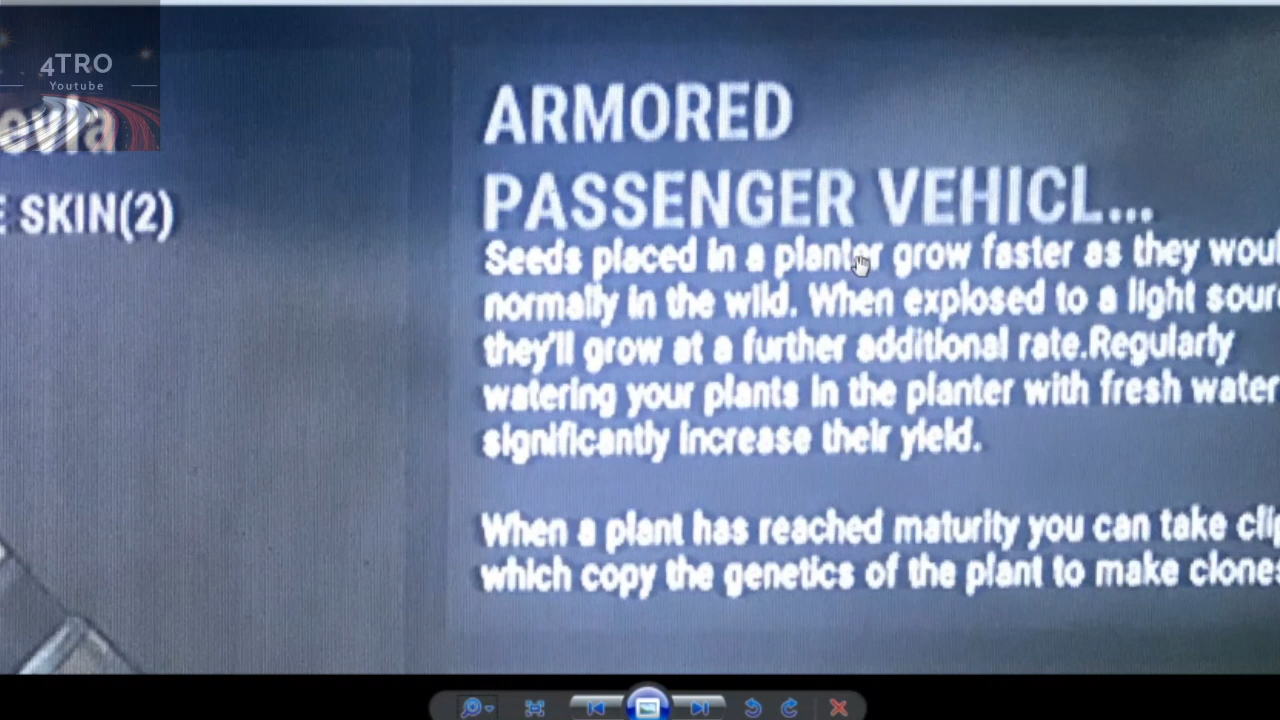 4TRO
Youtube
evla
E SKIN(2)
ARMORED
PASSENGER VEHICL...
Seeds placed in a planter grow faster as they woul
normally in the wild. When explosed to a light sour
they'll grow at a further additional rate.Regularly
watering your plants in the planter with fresh water
significantly increase their yield.
When a plant has reached maturity you can take cli
which copy the genetics of the plant to make clones